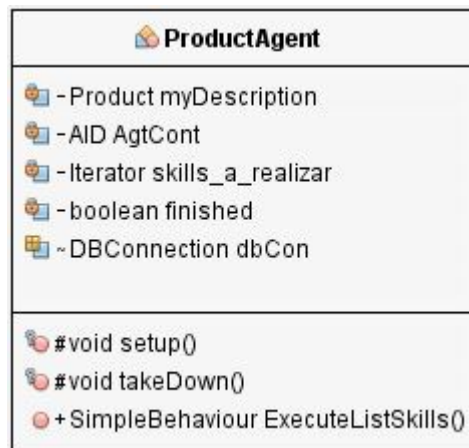 ProductAgent
-Product myDescription
-AID AgtCont
-Iterator skills_a_realizar
-boolean finished
~DBConnection dbCon
#void setup()
#void takeDown()
+SimpleBehaviour ExecuteListSkills()